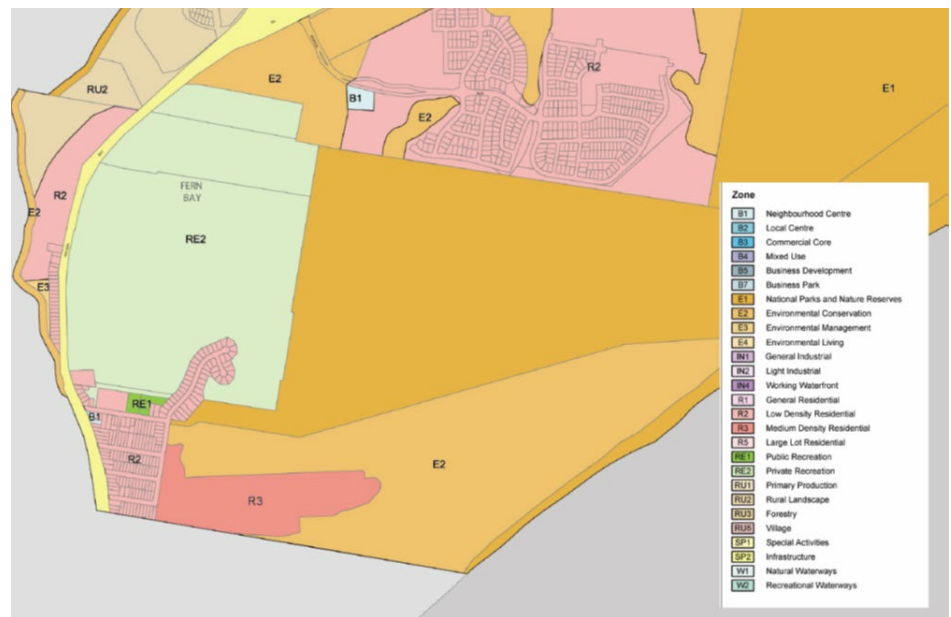 E2
RU2
B1
R2
E1
E2
FERN
BAY
R2
E2
RE2
E3
RE1
B1
R2
E2
R3
Zone
B1 Neighbourhood Centre
B2 Local Centre
B3 Commercial Core
B4 Mixed Use
B5 Business Development
B7 Business Park
E1 National Parks and Nature Reserves
E2 Environmental Conservation
E3 Environmental Management
E4 Environmental Living
IN1 General Industrial
IN2 Light Industrial
IN4 Working Waterfront
R1 General Residential
R2 Low Density Residential
R3 Medium Density Residential
R5 Large Lot Residential
RE1 Public Recreation
RE2 Private Recreation
RU1 Primary Production
RU2 Rural Landscape
RU3 Forestry
RU5 Village
SP1 Special Activities
SP2 Infrastructure
W1 Natural Waterways
W2 Recreational Waterways